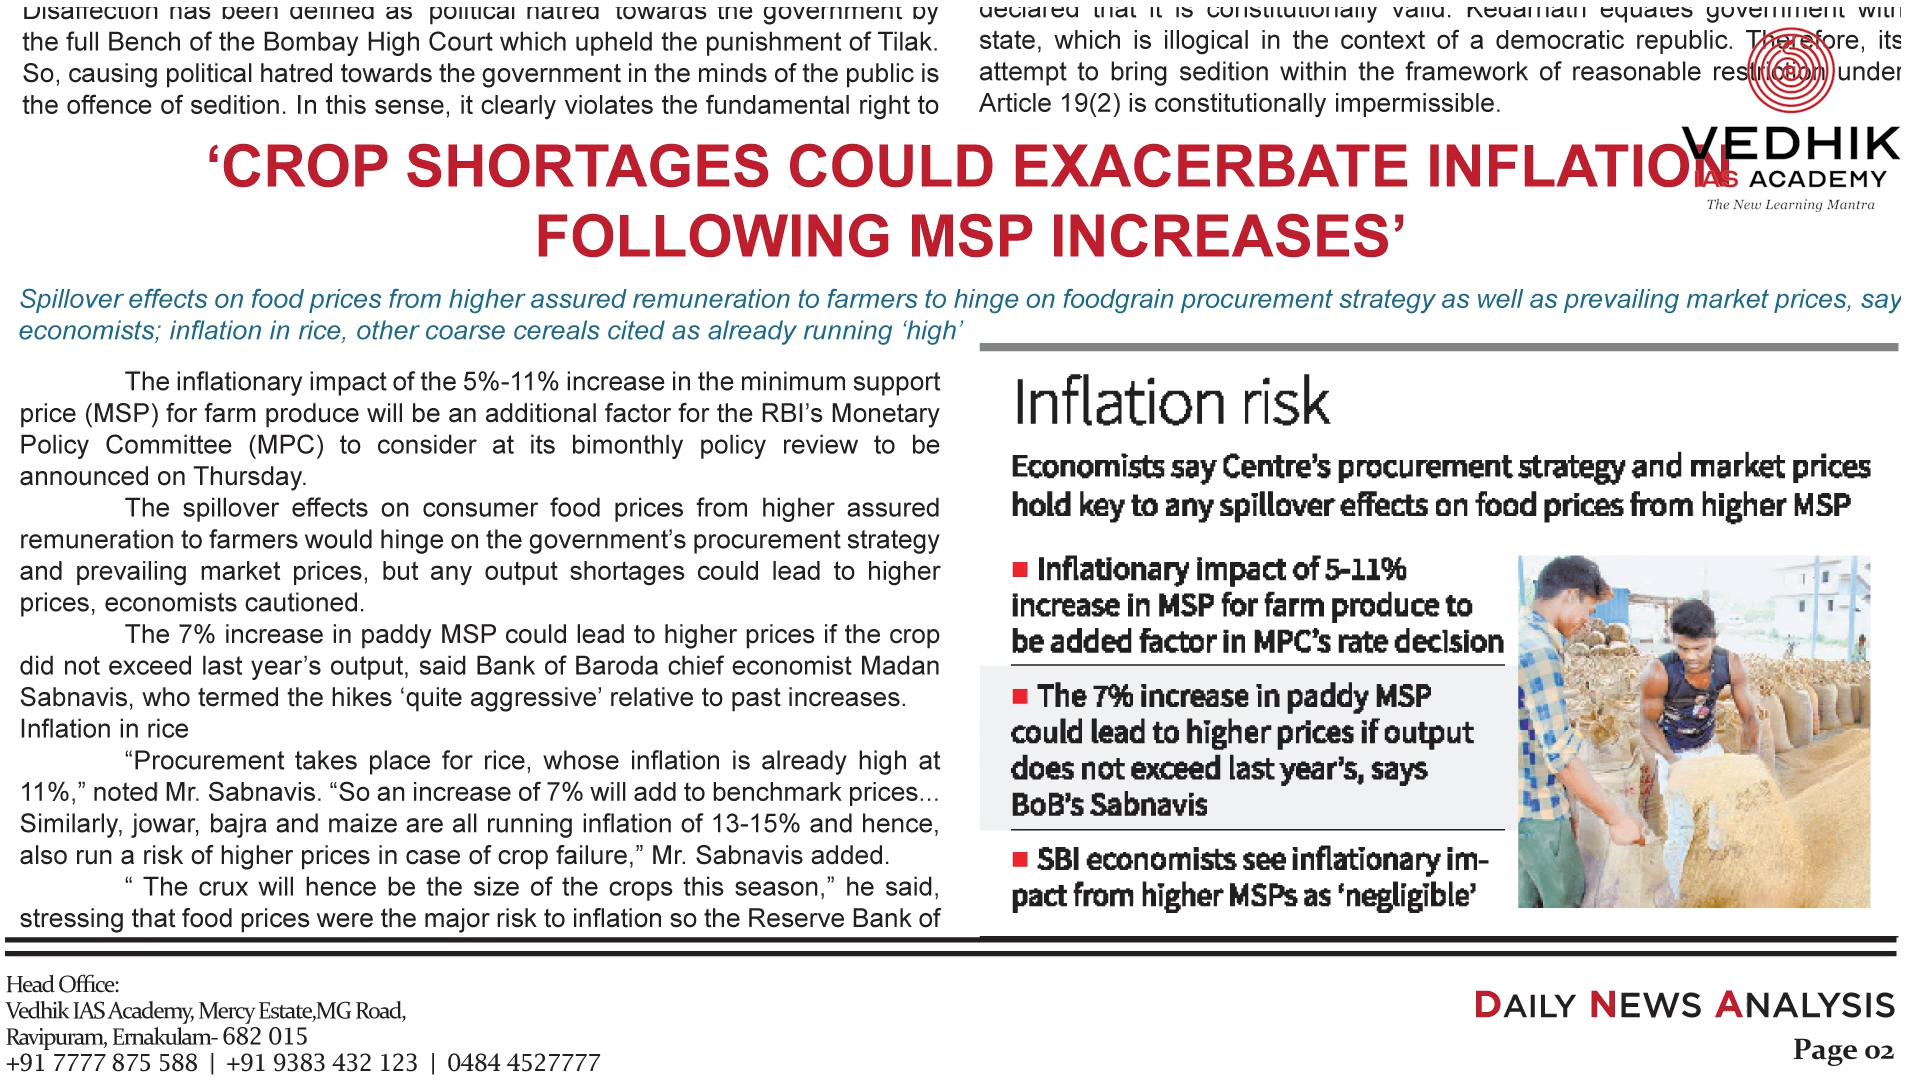 Disaffection has been defined as 'political hatred' towards the government by
the full Bench of the Bombay High Court which upheld the punishment of Tilak.
So, causing political hatred towards the government in the minds of the public is
the offence of sedition. In this sense, it clearly violates the fundamental right to
declared that it is constitutionally valid. Kedarnath equates government with
state, which is illogical in the context of a democratic republic. Therefore, its
attempt to bring sedition within the framework of reasonable restriction under
Article 19(2) is constitutionally impermissible.
VEDHIK
IAS ACADEMY
The New Learning Mantra
‘CROP SHORTAGES COULD EXACERBATE INFLATION
FOLLOWING MSP INCREASES’
Spillover effects on food prices from higher assured remuneration to farmers to hinge on foodgrain procurement strategy as well as prevailing market prices, say
economists; inflation in rice, other coarse cereals cited as already running ‘high’
The inflationary impact of the 5%-11% increase in the minimum support
price (MSP) for farm produce will be an additional factor for the RBI’s Monetary
Policy Committee (MPC) to consider at its bimonthly policy review to be
announced on Thursday.
The spillover effects on consumer food prices from higher assured
remuneration to farmers would hinge on the government’s procurement strategy
and prevailing market prices, but any output shortages could lead to higher
prices, economists cautioned.
The 7% increase in paddy MSP could lead to higher prices if the crop
did not exceed last year’s output, said Bank of Baroda chief economist Madan
Sabnavis, who termed the hikes ‘quite aggressive’ relative to past increases.
Inflation in rice
“Procurement takes place for rice, whose inflation is already high at
11%,” noted Mr. Sabnavis. “So an increase of 7% will add to benchmark prices...
Similarly, jowar, bajra and maize are all running inflation of 13-15% and hence,
also run a risk of higher prices in case of crop failure,” Mr. Sabnavis added.
“ The crux will hence be the size of the crops this season,” he said,
stressing that food prices were the major risk to inflation so the Reserve Bank of
Inflation risk
Economists say Centre’s procurement strategy and market prices
hold key to any spillover effects on food prices from higher MSP
■ Inflationary impact of 5-11%
increase in MSP for farm produce to
be added factor in MPC’s rate decision
■ The 7% increase in paddy MSP
could lead to higher prices if output
does not exceed last year’s, says
BoB’s Sabnavis
■ SBI economists see inflationary im-
pact from higher MSPs as ‘negligible’
Head Office:
Vedhik IAS Academy, Mercy Estate,MG Road,
Ravipuram, Ernakulam- 682 015
+91 7777 875 588 | +91 9383 432 123 | 0484 4527777
DAILY NEWS ANALYSIS
Page 02